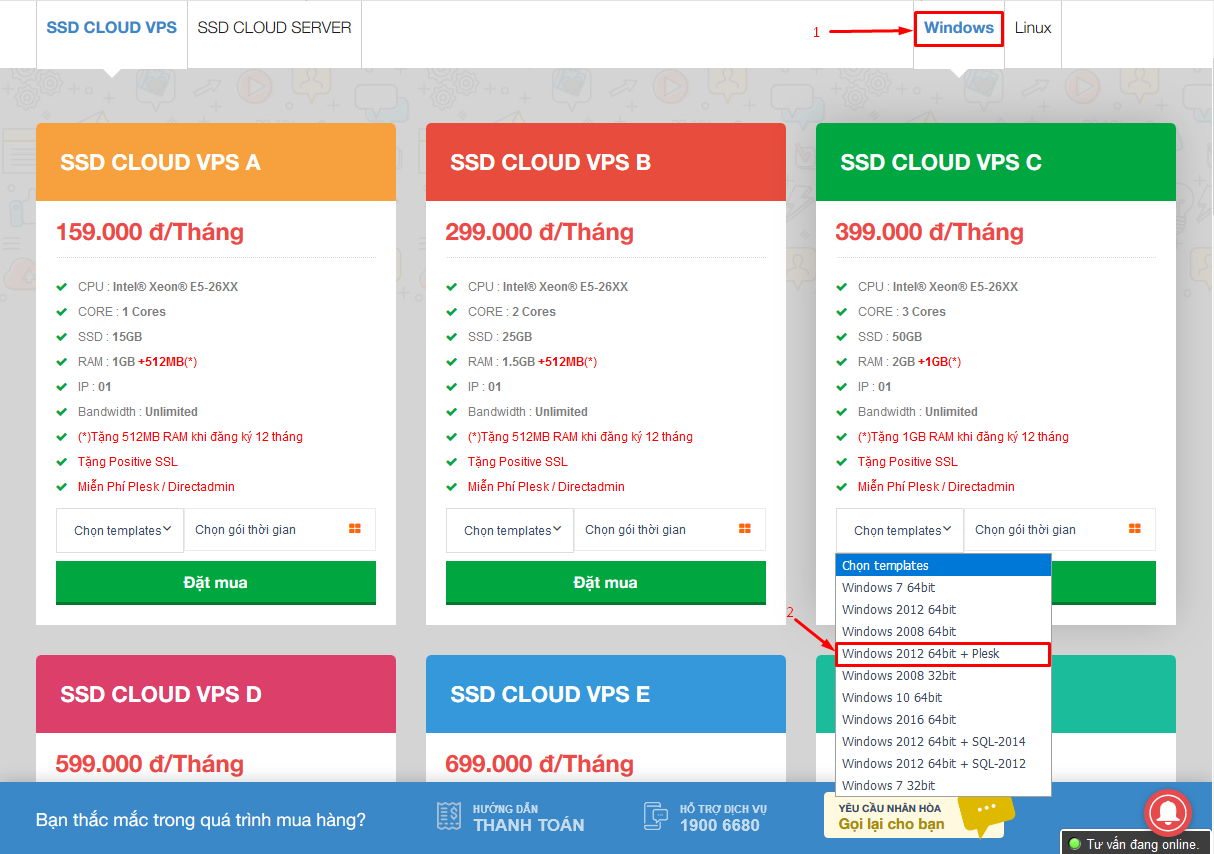 SSD CLOUD VPS
SSD CLOUD SERVER
1
Windows
Linux
SSD CLOUD VPS A
159.000 đ/Tháng
CPU : Intel® Xeon® E5-26XX
CORE : 1 Cores
SSD : 15GB
RAM : 1GB +512MB(*)
IP : 01
Bandwidth : Unlimited
(*)Tặng 512MB RAM khi đăng ký 12 tháng
Tặng Positive SSL
Miễn Phí Plesk / Directadmin
Chọn templates
Chọn gói thời gian
Đặt mua
SSD CLOUD VPS B
299.000 đ/Tháng
CPU : Intel® Xeon® E5-26XX
CORE : 2 Cores
SSD : 25GB
RAM : 1.5GB +512MB(*)
IP : 01
Bandwidth : Unlimited
(*)Tặng 512MB RAM khi đăng ký 12 tháng
Tặng Positive SSL
Miễn Phí Plesk / Directadmin
Chọn templates
Chọn gói thời gian
Đặt mua
SSD CLOUD VPS C
399.000 đ/Tháng
CPU : Intel® Xeon® E5-26XX
CORE : 3 Cores
SSD : 50GB
RAM : 2GB +1GB(*)
IP : 01
Bandwidth : Unlimited
(*)Tặng 1GB RAM khi đăng ký 12 tháng
Tặng Positive SSL
Miễn Phí Plesk / Directadmin
Chọn templates
Chọn gói thời gian
Chọn templates
Windows 7 64bit
Windows 2012 64bit
Windows 2008 64bit
2
Windows 2012 64bit + Plesk
Windows 2008 32bit
Windows 10 64bit
Windows 2016 64bit
Windows 2012 64bit + SQL-2014
Windows 2012 64bit + SQL-2012
Windows 7 32bit
SSD CLOUD VPS D
599.000 đ/Tháng
SSD CLOUD VPS E
699.000 đ/Tháng
Bạn thắc mắc trong quá trình mua hàng?
HƯỚNG DẪN
THANH TOÁN
HỖ TRỢ DỊCH VỤ
1900 6680
YÊU CẦU NHÂN HÒA
Gọi lại cho bạn
Tư vấn đang online.